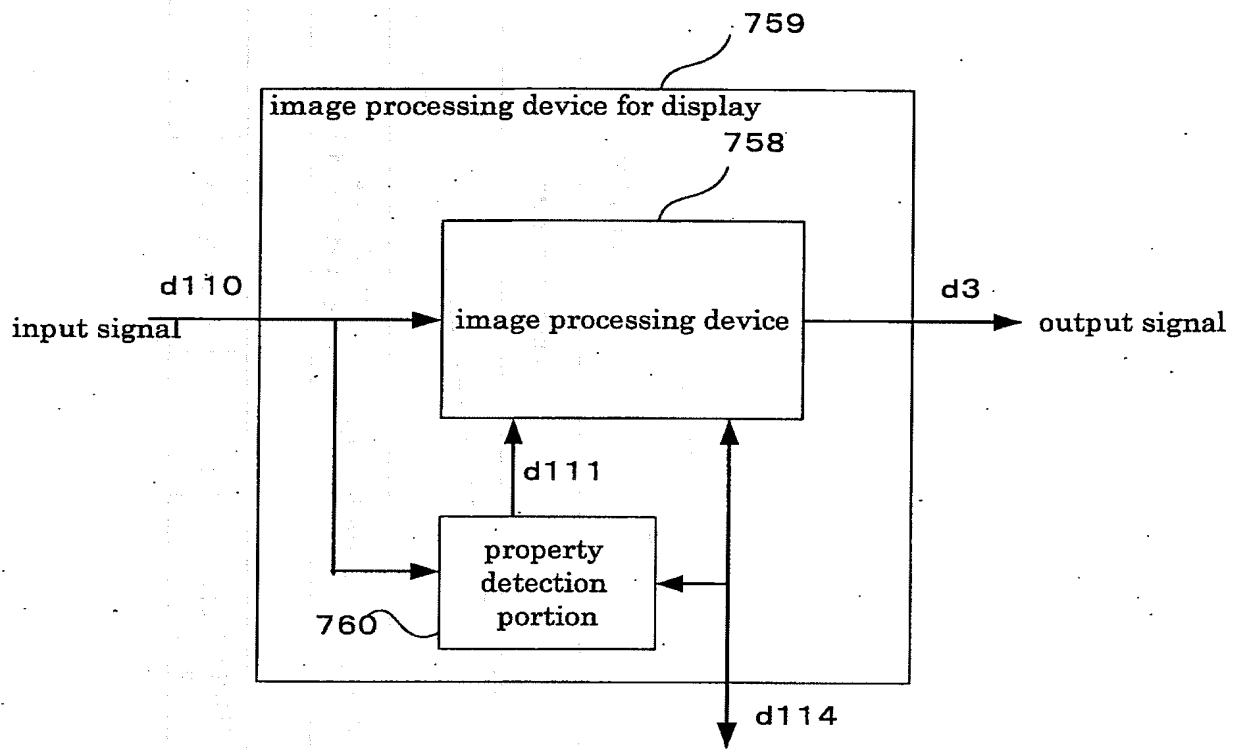 759
image processing device for display
758
d110
d3
input signal
image processing device
output signal
d111
property
detection
portion
760
d114